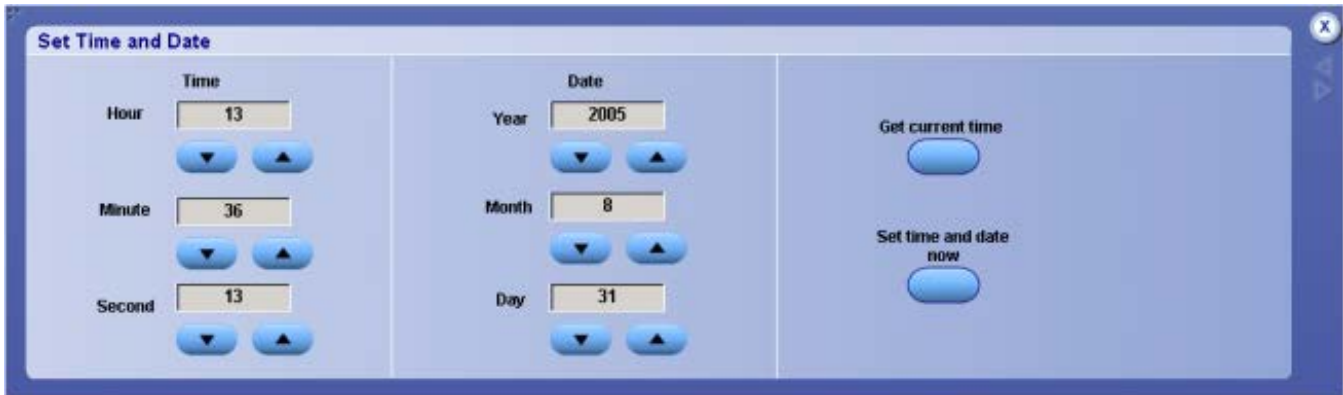 X
Set Time and Date
Time
Hour 13
Minute 36
Second 13
Date
Year 2005
Month 8
Day 31
Get current time
Set time and date
now